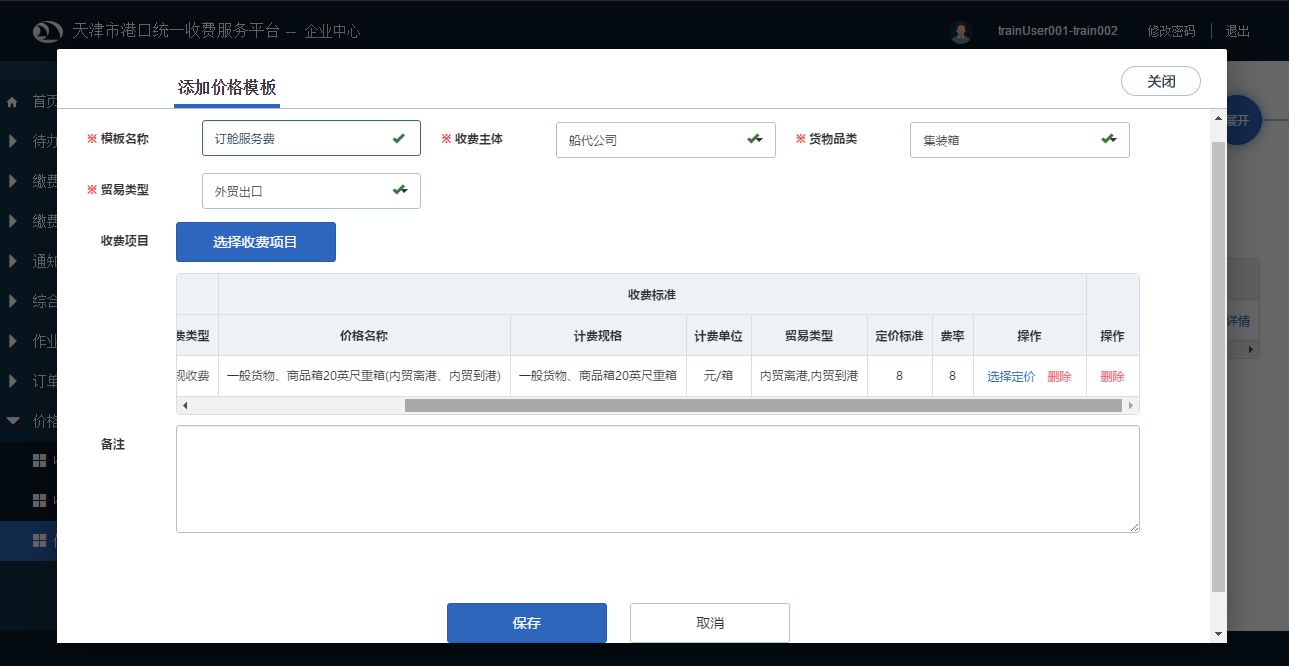 天津市港口统一收费服务平台 -- 企业中心
trainUser001-train002
修改密码
退出
添加价格模板
关闭
首页
待办
缴费
缴费
通知
综合
作业
订单
价格
展开
详情
※ 模板名称
订舱服务费
※ 收费主体
船代公司
※ 货物品类
集装箱
※ 贸易类型
外贸出口
收费项目
选择收费项目
收费标准
费类型 价格名称 计费规格 计费单位 贸易类型 定价标准 费率 操作 操作
规收费 一般货物、商品箱20英尺重箱(内贸离港、内贸到港) 一般货物、商品箱20英尺重箱 元/箱 内贸离港,内贸到港 8 8 选择定价 删除 删除
备注
保存
取消